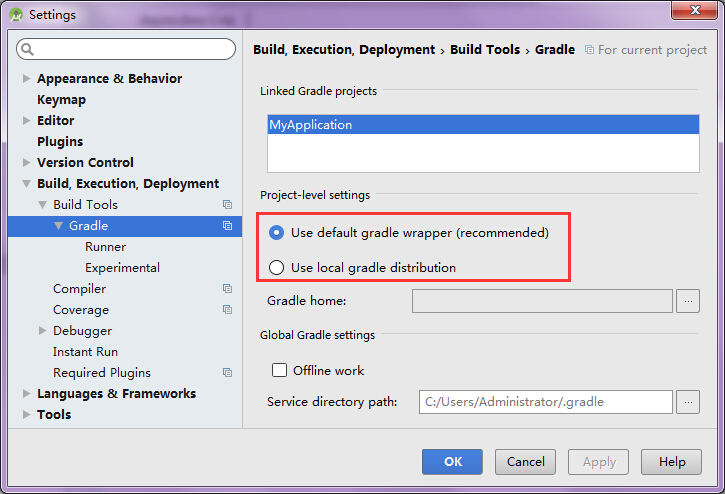 Settings
Build, Execution, Deployment › Build Tools › Gradle For current project
Appearance & Behavior
Keymap
Editor
Plugins
Version Control
Build, Execution, Deployment
Build Tools
Gradle
Runner
Experimental
Compiler
Coverage
Debugger
Instant Run
Required Plugins
Languages & Frameworks
Tools
Linked Gradle projects
MyApplication
Project-level settings
Use default gradle wrapper (recommended)
Use local gradle distribution
Gradle home:
...
Global Gradle settings
Offline work
Service directory path: C:/Users/Administrator/.gradle ...
OK Cancel Apply Help